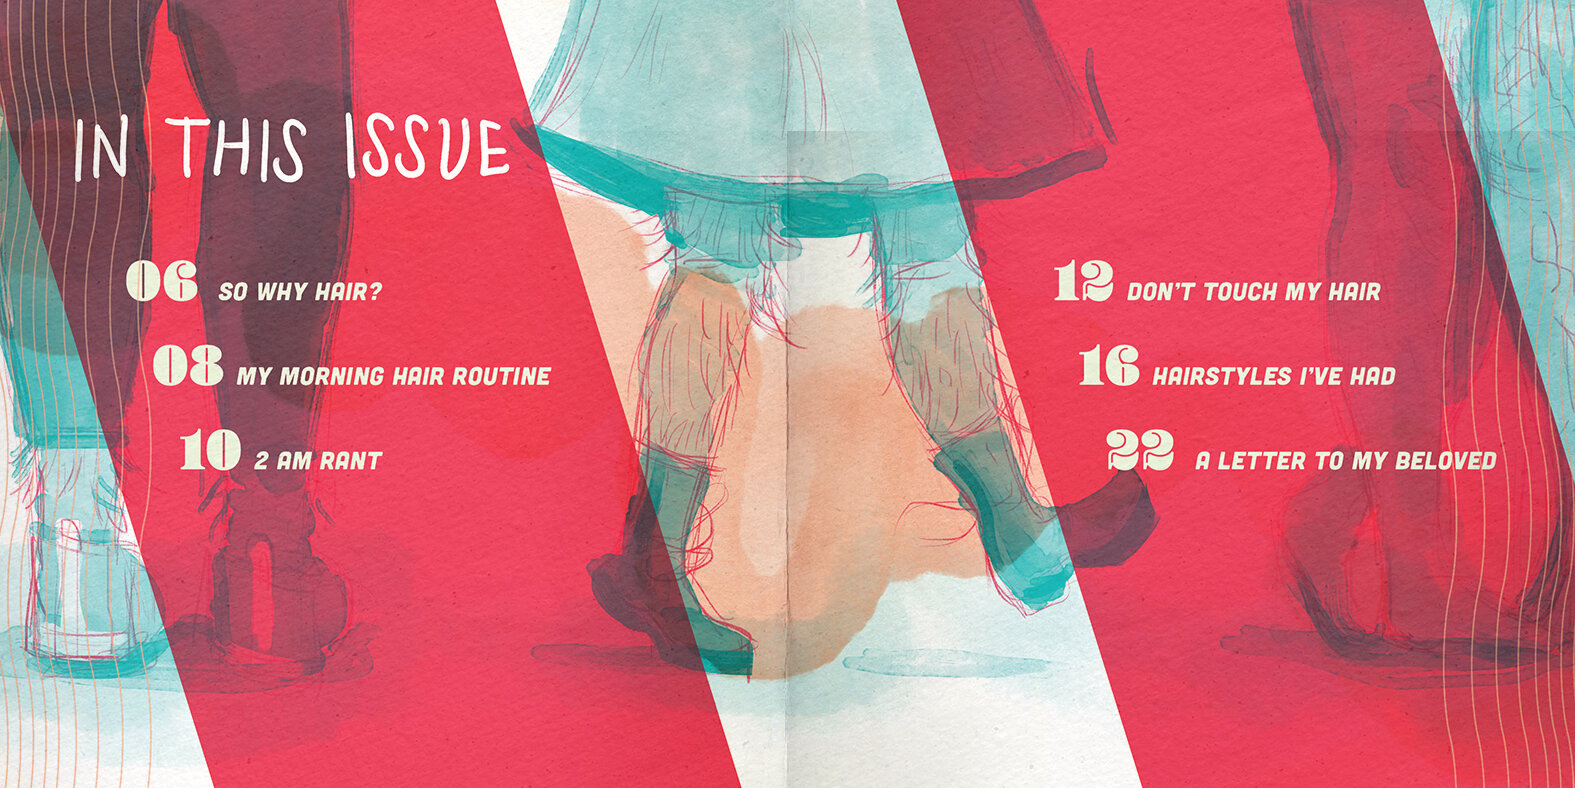 IN THIS ISSUE
06 SO WHY HAIR?
08 MY MORNING HAIR ROUTINE
10 2 AM RANT
12 DON'T TOUCH MY HAIR
16 HAIRSTYLES I'VE HAD
22 A LETTER TO MY BELOVED